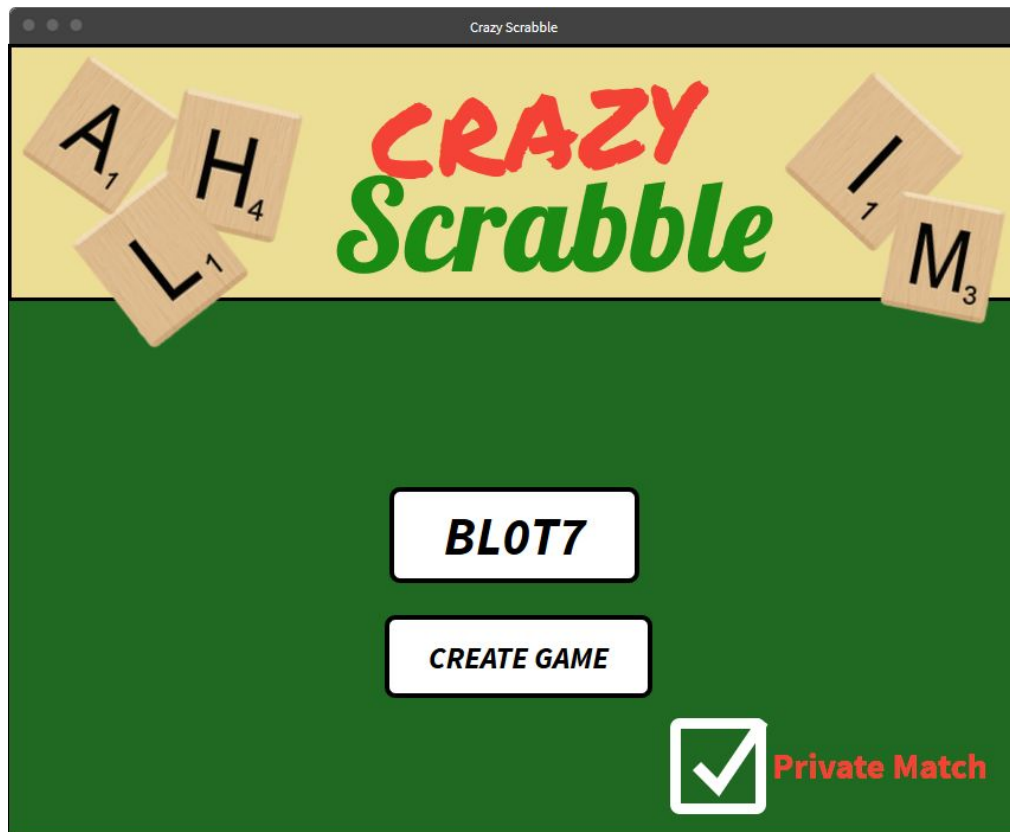 Crazy Scrabble
A1
H4
L1
CRAZY
Scrabble
I1
M3
BL0T7
CREATE GAME
Private Match